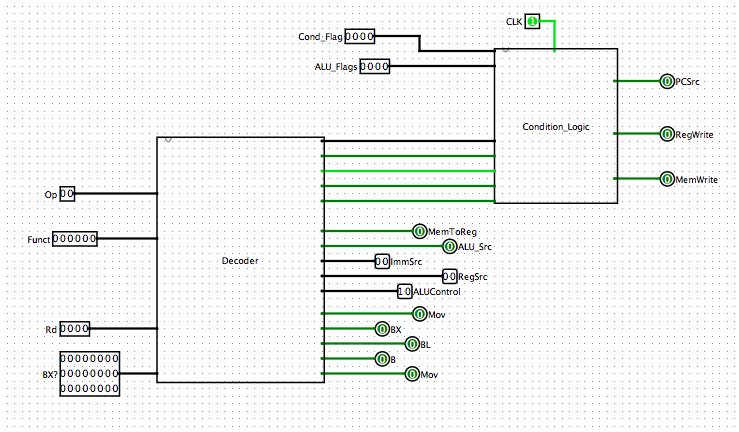 CLK 1
Cond_Flag 0000
ALU_Flags 0000
0 PCSrc
Condition_Logic
0 RegWrite
0 MemWrite
Op 00
0 MemToReg
Funct 000000
0 ALU_Src
Decoder
00 ImmSrc
00 RegSrc
10 ALUControl
0 Mov
Rd 0000
0 BX
0 BL
00000000
0 B
BX? 00000000
0 Mov
00000000